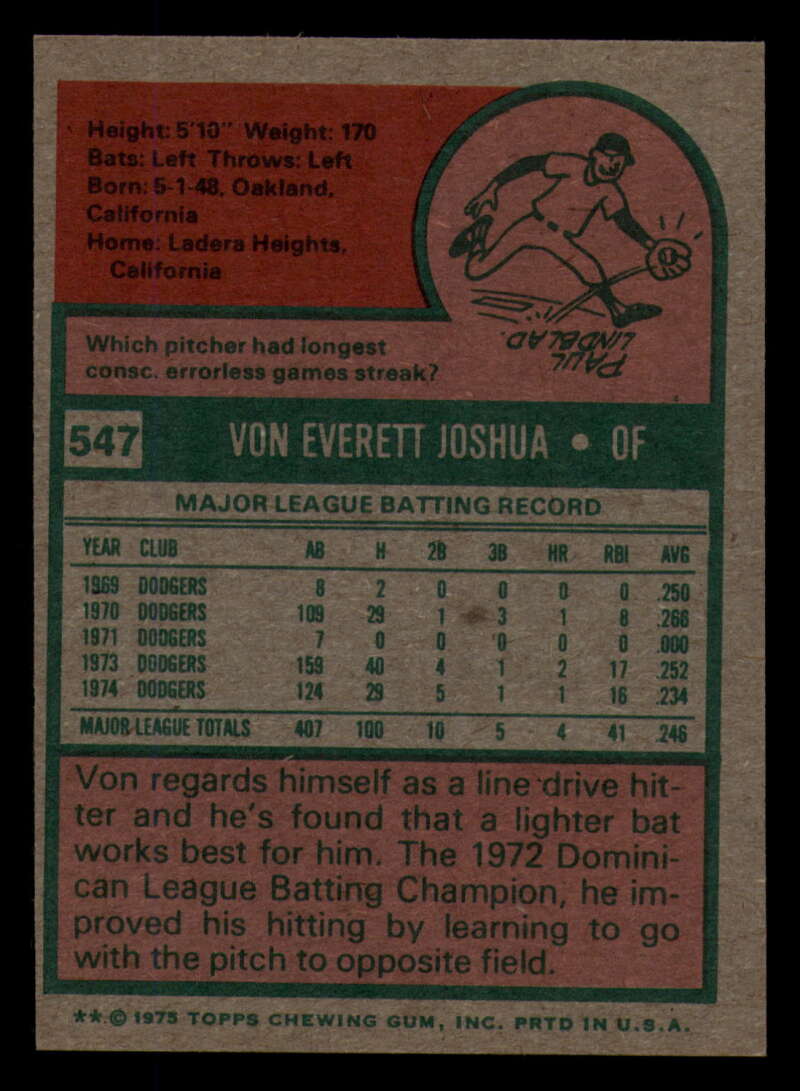 Height: 5'10" Weight: 170
Bats: Left Throws: Left
Born: 5-1-48, Oakland,
California
Home: Ladera Heights,
California
Which pitcher had longest
consc. errorless games streak?
PAUL
LINDBLAD.
547 VON EVERETT JOSHUA • OF
MAJOR LEAGUE BATTING RECORD
YEAR CLUB AB H 2B 3B HR RBI AVG
1969 DODGERS 8 2 0 0 0 0 .250
1970 DODGERS 109 29 1 3 1 8 .266
1971 DODGERS 7 0 0 0 0 0 .000
1973 DODGERS 159 40 4 1 2 17 .252
1974 DODGERS 124 29 5 1 1 16 .234
MAJOR LEAGUE TOTALS 407 100 10 5 4 41 .246
Von regards himself as a line drive hit-
ter and he's found that a lighter bat
works best for him. The 1972 Domini-
can League Batting Champion, he im-
proved his hitting by learning to go
with the pitch to opposite field.
**© 1975 TOPPS CHEWING GUM, INC. PRTD IN U.S.A.